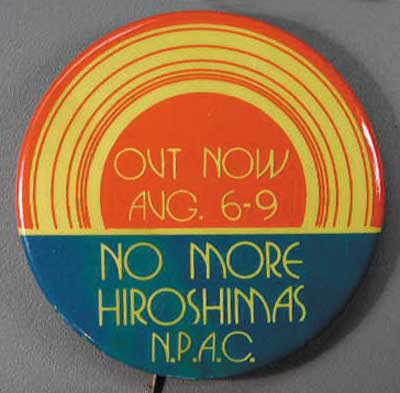 OUT NOW
AUG. 6-9
NO MORE
HIROSHIMAS
N.P.A.C.